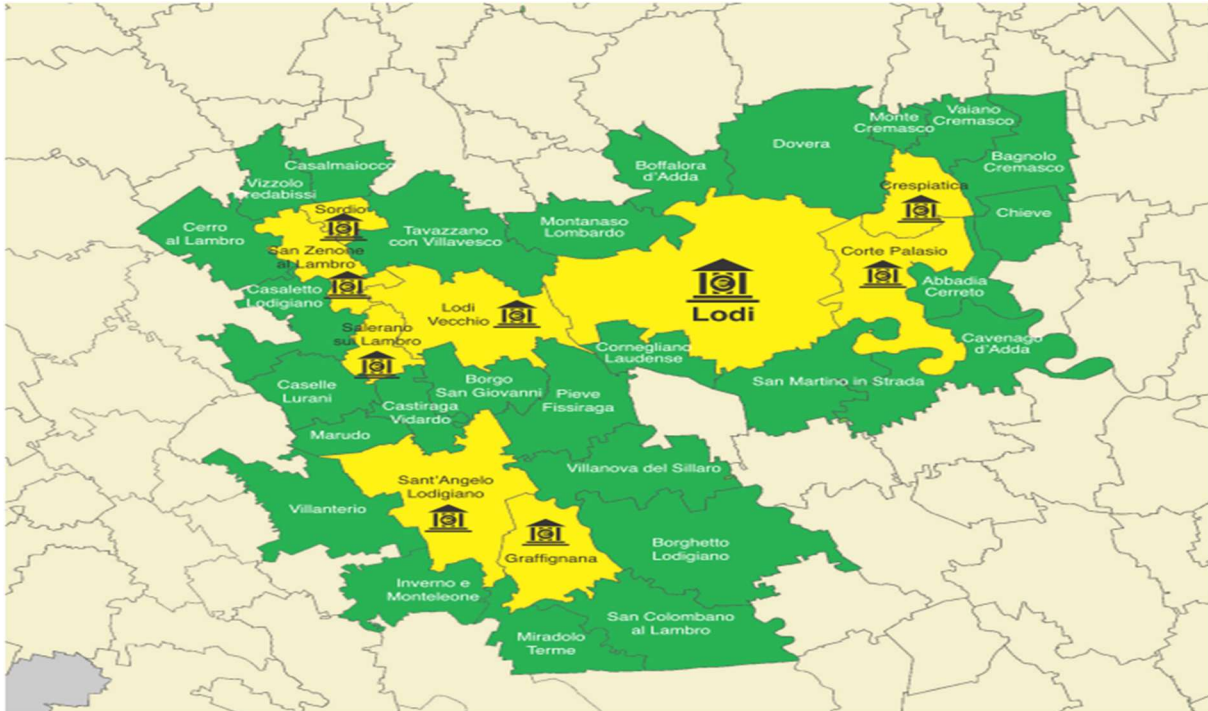 Monte
Cremasco
Vaiano
Cremasco
Dovera
Boffalora
d'Adda
Bagnolo
Cremasco
Casalmaiocco
Vizzolo
Predabissi
Crespiatica
Chieve
Sordio
Cerro
al Lambro
Tavazzano
con Villavesco
Montanaso
Lombardo
San Zenone
al Lambro
Corte Palasio
Casaletto
Lodigiano
Abbadia
Cerreto
Lodi
Vecchio
Lodi
Salerano
sul Lambro
Cornegliano
Laudense
Cavenago
d'Adda
Caselle
Lurani
Borgo
San Giovanni
Pieve
Fissiraga
San Martino in Strada
Castiraga
Vidardo
Marudo
Villanova del Sillaro
Sant'Angelo
Lodigiano
Villanterio
Graffignana
Borghetto
Lodigiano
Inverno e
Monteleone
San Colombano
al Lambro
Miradolo
Terme